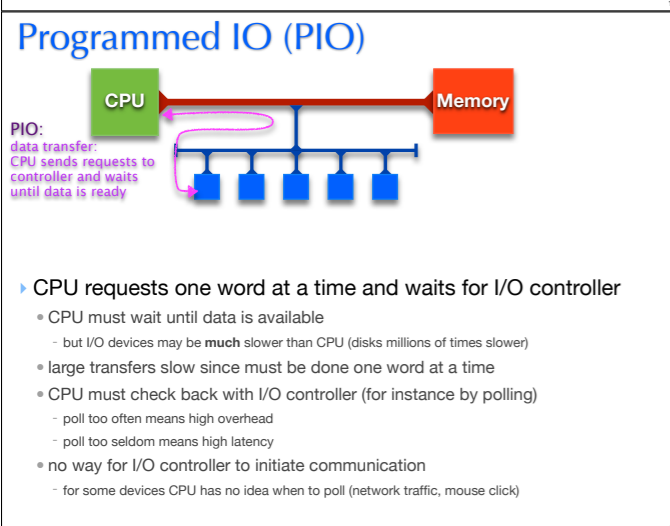 Programmed IO (PIO)
CPU
Memory
PIO:
data transfer:
CPU sends requests to
controller and waits
until data is ready
CPU requests one word at a time and waits for I/O controller
CPU must wait until data is available
- but I/O devices may be much slower than CPU (disks millions of times slower)
large transfers slow since must be done one word at a time
CPU must check back with I/O controller (for instance by polling)
- poll too often means high overhead
- poll too seldom means high latency
no way for I/O controller to initiate communication
- for some devices CPU has no idea when to poll (network traffic, mouse click)